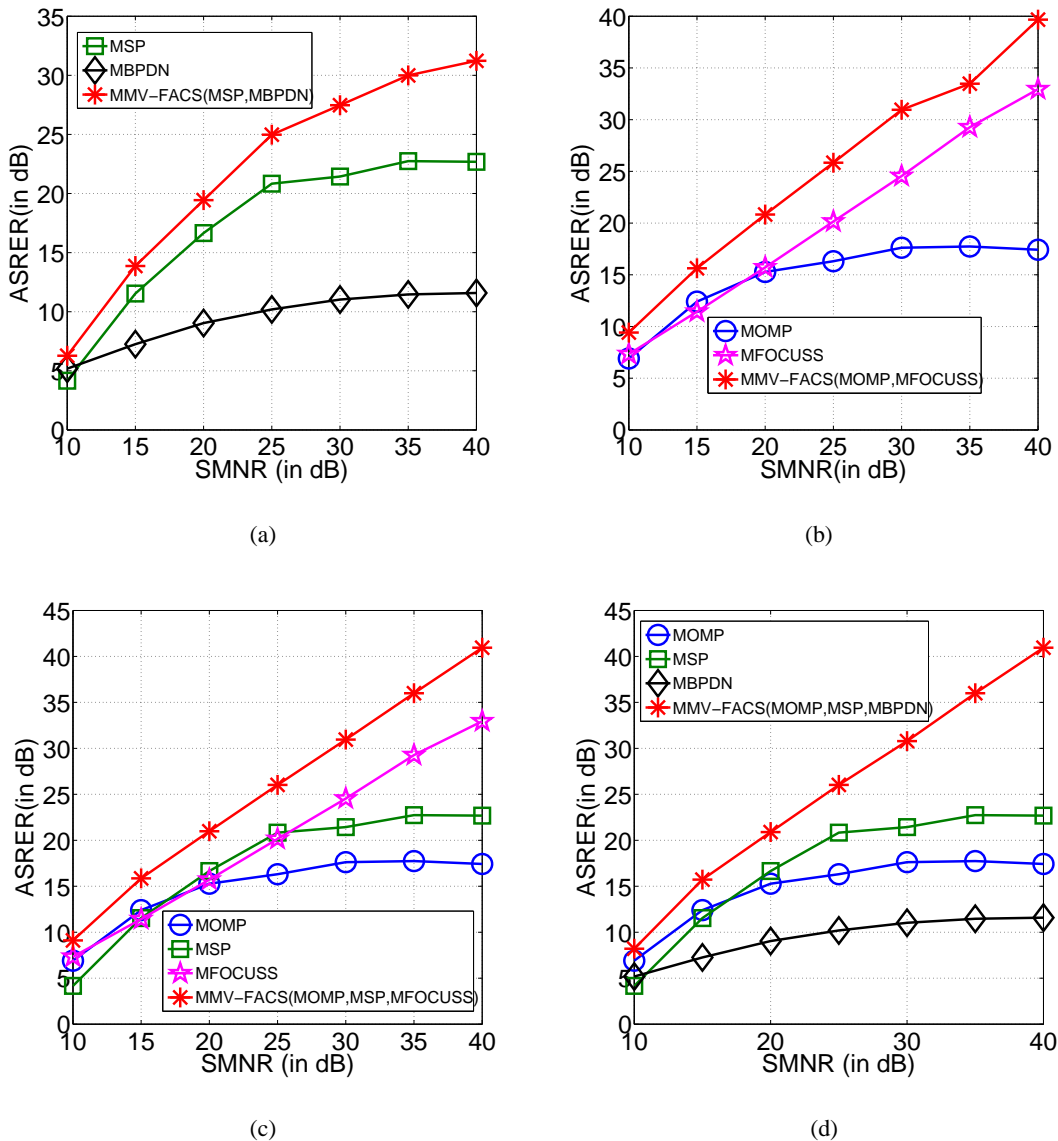 35
30
25
20
15
10
5
0
ASRER(in dB)
MSP
MBPDN
MMV−FACS(MSP,MBPDN)
10 15 20 25 30 35 40
SMNR (in dB)
(a)
40
35
30
25
20
15
10
5
0
ASRER(in dB)
MOMP
MFOCUSS
MMV−FACS(MOMP,MFOCUSS)
10 15 20 25 30 35 40
SMNR(in dB)
(b)
45
40
35
30
25
20
15
10
5
0
ASRER(in dB)
MOMP
MSP
MFOCUSS
MMV−FACS(MOMP,MSP,MFOCUSS)
10 15 20 25 30 35 40
SMNR (in dB)
(c)
45
40
35
30
25
20
15
10
5
0
ASRER(in dB)
MOMP
MSP
MBPDN
MMV−FACS(MOMP,MSP,MBPDN)
10 15 20 25 30 35 40
SMNR (in dB)
(d)